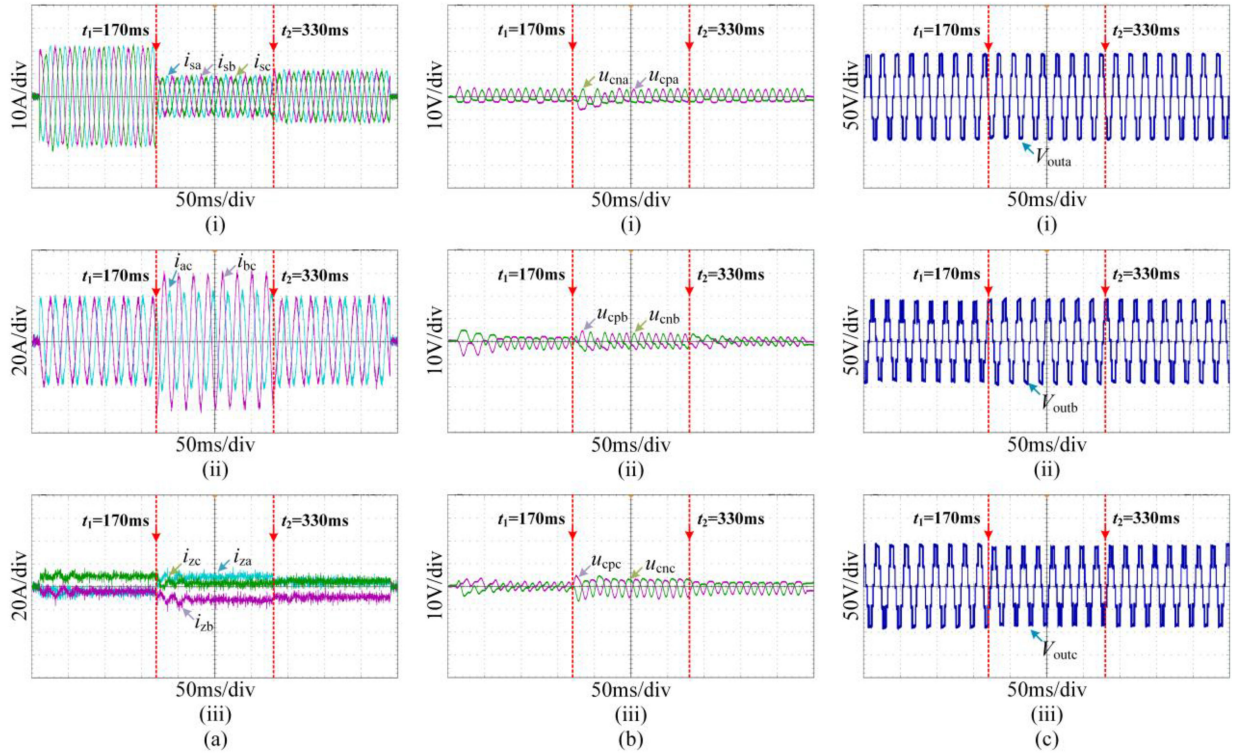 t1=170ms
t2=330ms
isa
isb
isc
10A/div
50ms/div
(i)
t1=170ms
t2=330ms
ucna
ucpa
10V/div
50ms/div
(i)
t1=170ms
t2=330ms
Vouta
50V/div
50ms/div
(i)
t1=170ms
t2=330ms
iac
ibc
20A/div
50ms/div
(ii)
t1=170ms
t2=330ms
ucpb
ucnb
10V/div
50ms/div
(ii)
t1=170ms
t2=330ms
Voutb
50V/div
50ms/div
(ii)
t1=170ms
t2=330ms
izc
iza
izb
20A/div
50ms/div
(iii)
(a)
t1=170ms
t2=330ms
ucpc
ucnc
10V/div
50ms/div
(iii)
(b)
t1=170ms
t2=330ms
Voutc
50V/div
50ms/div
(iii)
(c)